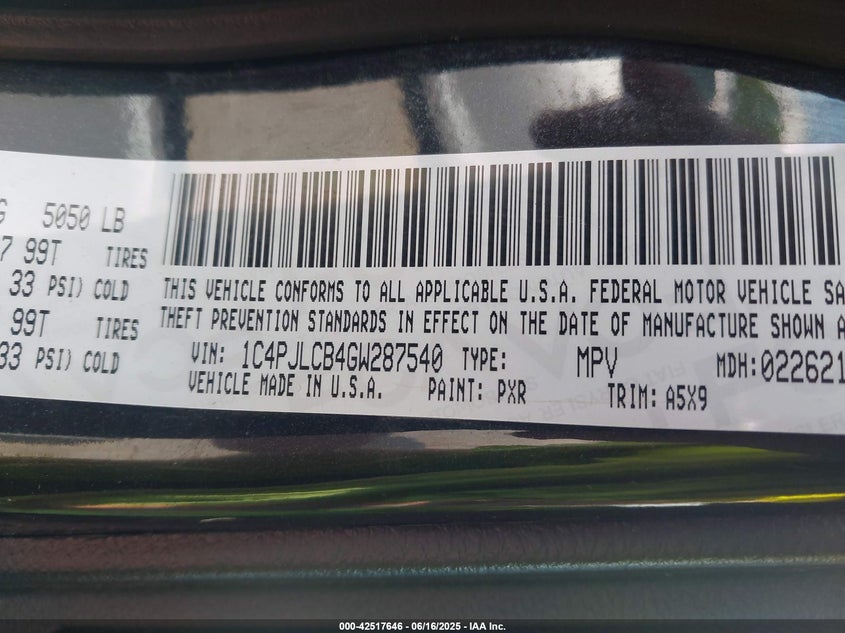 G 5050 LB
7 99T TIRES
33 PSI) COLD
99T TIRES
33 PSI) COLD
THIS VEHICLE CONFORMS TO ALL APPLICABLE U.S.A. FEDERAL MOTOR VEHICLE SA
THEFT PREVENTION STANDARDS IN EFFECT ON THE DATE OF MANUFACTURE SHOWN A
VIN: 1C4PJLCB4GW287540 TYPE: MPV MDH:022621
VEHICLE MADE IN U.S.A. PAINT: PXR TRIM: A5X9
000-42517646 - 06/16/2025 - IAA Inc.